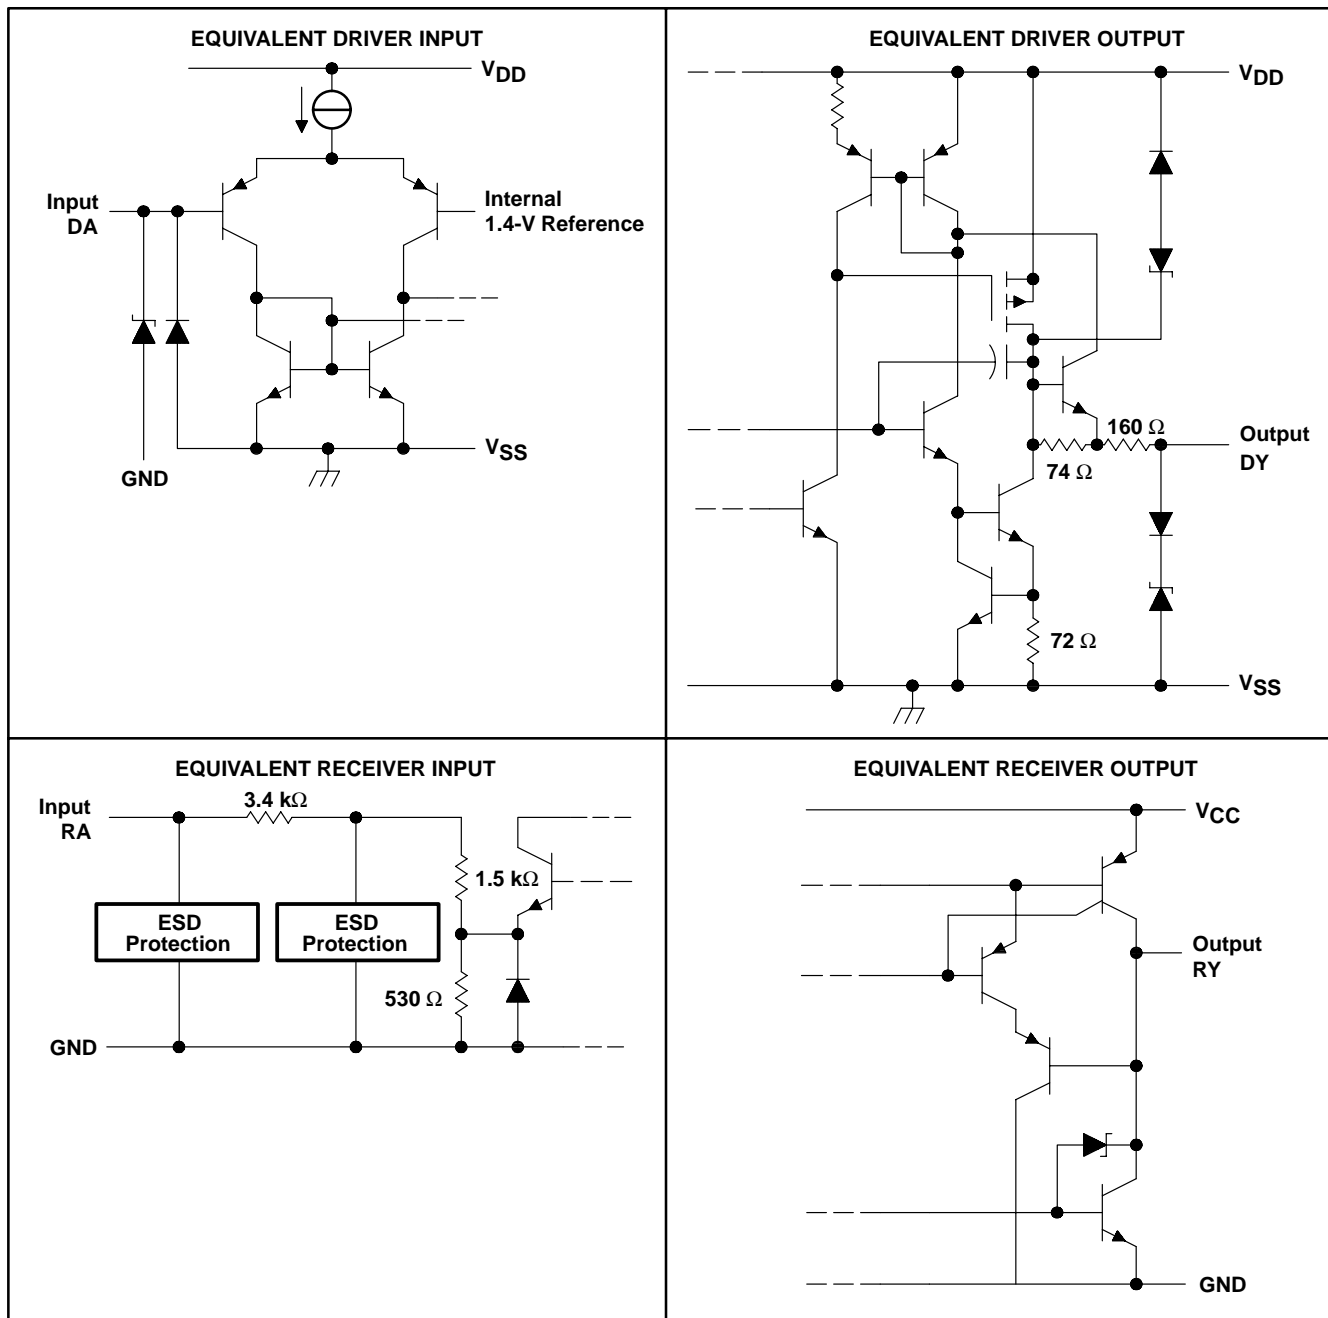 EQUIVALENT DRIVER INPUT
VDD
Input
DA
Internal
1.4-V Reference
VSS
GND
EQUIVALENT DRIVER OUTPUT
VDD
160 Ω
Output
DY
74 Ω
72 Ω
VSS
EQUIVALENT RECEIVER INPUT
3.4 kΩ
Input
RA
1.5 kΩ
ESD
Protection
ESD
Protection
530 Ω
GND
EQUIVALENT RECEIVER OUTPUT
VCC
Output
RY
GND